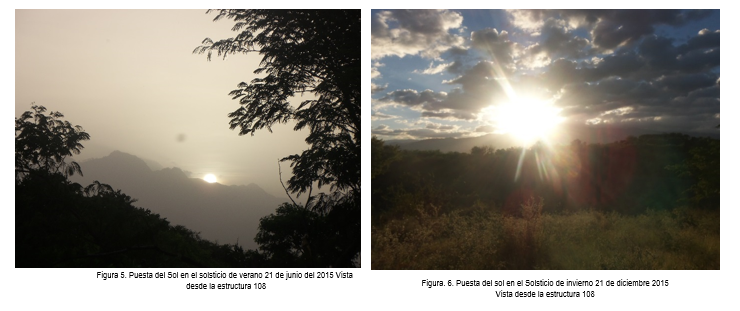 Figura 5. Puesta del Sol en el solsticio de verano 21 de junio del 2015 Vista
desde la estructura 108
Figura. 6. Puesta del sol en el Solsticio de invierno 21 de diciembre 2015
Vista desde la estructura 108